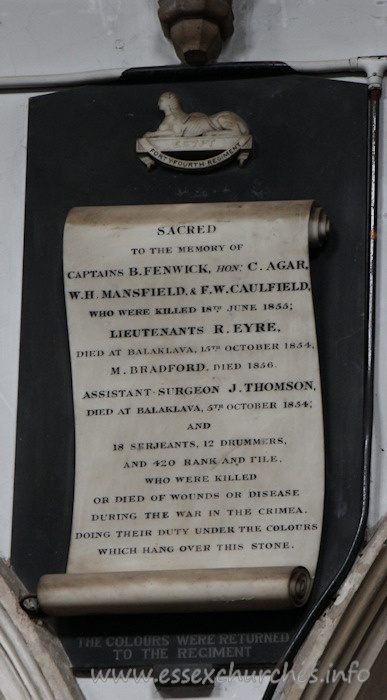 EGYPT
FORTY FOURTH REGIMENT
SACRED
TO THE MEMORY OF
CAPTAINS B. FENWICK, HON: C. AGAR,
W.H. MANSFIELD, & F.W. CAULFIELD,
WHO WERE KILLED 18TH JUNE 1855;
LIEUTENANTS R. EYRE,
DIED AT BALAKLAVA, 15TH OCTOBER 1854.
M. BRADFORD, DIED 1856.
ASSISTANT-SURGEON J. THOMSON,
DIED AT BALAKLAVA, 5TH OCTOBER 1854;
AND
18 SERJEANTS, 12 DRUMMERS,
AND 420 RANK AND FILE,
WHO WERE KILLED
OR DIED OF WOUNDS OR DISEASE
DURING THE WAR IN THE CRIMEA.
DOING THEIR DUTY UNDER THE COLOURS
WHICH HANG OVER THIS STONE.
THE COLOURS WERE RETURNED
TO THE REGIMENT
www.essexchurches.info